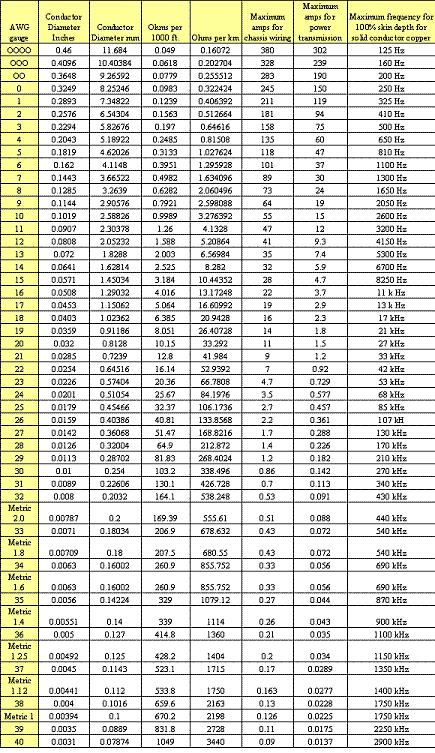 AWG gauge Conductor Diameter Inches Conductor Diameter mm Ohms per 1000 ft. Ohms per km Maximum amps for chassis wiring Maximum amps for power transmission Maximum frequency for 100% skin depth for solid conductor copper
OOOO 0.46 11.684 0.049 0.16072 380 302 125 Hz
OOO 0.4096 10.40384 0.0618 0.202704 328 239 160 Hz
OO 0.3648 9.26592 0.0779 0.255512 283 190 200 Hz
0 0.3249 8.25246 0.0983 0.322424 245 150 250 Hz
1 0.2893 7.34822 0.1239 0.406392 211 119 325 Hz
2 0.2576 6.54304 0.1563 0.512664 181 94 410 Hz
3 0.2294 5.82676 0.197 0.64616 158 75 500 Hz
4 0.2043 5.18922 0.2485 0.81508 135 60 650 Hz
5 0.1819 4.62026 0.3133 1.027624 118 47 810 Hz
6 0.162 4.1148 0.3951 1.295928 101 37 1100 Hz
7 0.1443 3.66522 0.4982 1.634096 89 30 1300 Hz
8 0.1285 3.2639 0.6282 2.060496 73 24 1650 Hz
9 0.1144 2.90576 0.7921 2.598088 64 19 2050 Hz
10 0.1019 2.58826 0.9989 3.276392 55 15 2600 Hz
11 0.0907 2.30378 1.26 4.1328 47 12 3200 Hz
12 0.0808 2.05232 1.588 5.20864 41 9.3 4150 Hz
13 0.072 1.8288 2.003 6.56984 35 7.4 5300 Hz
14 0.0641 1.62814 2.525 8.282 32 5.9 6700 Hz
15 0.0571 1.45034 3.184 10.44352 28 4.7 8250 Hz
16 0.0508 1.29032 4.016 13.17248 22 3.7 11 k Hz
17 0.0453 1.15062 5.064 16.60992 19 2.9 13 k Hz
18 0.0403 1.02362 6.385 20.9428 16 2.3 17 kHz
19 0.0359 0.91186 8.051 26.40728 14 1.8 21 kHz
20 0.032 0.8128 10.15 33.292 11 1.5 27 kHz
21 0.0285 0.7239 12.8 41.984 9 1.2 33 kHz
22 0.0254 0.64516 16.14 52.9392 7 0.92 42 kHz
23 0.0226 0.57404 20.36 66.7808 4.7 0.729 53 kHz
24 0.0201 0.51054 25.67 84.1976 3.5 0.577 68 kHz
25 0.0179 0.45466 32.37 106.1736 2.7 0.457 85 kHz
26 0.0159 0.40386 40.81 133.8568 2.2 0.361 107 kH
27 0.0142 0.36068 51.47 168.8216 1.7 0.288 130 kHz
28 0.0126 0.32004 64.9 212.872 1.4 0.226 170 kHz
29 0.0113 0.28702 81.83 268.4024 1.2 0.182 210 kHz
30 0.01 0.254 103.2 338.496 0.86 0.142 270 kHz
31 0.0089 0.22606 130.1 426.728 0.7 0.113 340 kHz
32 0.008 0.2032 164.1 538.248 0.53 0.091 430 kHz
Metric
2.0 0.00787 0.2 169.39 555.61 0.51 0.088 440 kHz
33 0.0071 0.18034 206.9 678.632 0.43 0.072 540 kHz
Metric
1.8 0.00709 0.18 207.5 680.55 0.43 0.072 540 kHz
34 0.0063 0.16002 260.9 855.752 0.33 0.056 690 kHz
Metric
1.6 0.0063 0.16002 260.9 855.752 0.33 0.056 690 kHz
35 0.0056 0.14224 329 1079.12 0.27 0.044 870 kHz
Metric
1.4 0.00551 0.14 339 1114 0.26 0.043 900 kHz
36 0.005 0.127 414.8 1360 0.21 0.035 1100 kHz
Metric
1.25 0.00492 0.125 428.2 1404 0.2 0.034 1150 kHz
37 0.0045 0.1143 523.1 1715 0.17 0.0289 1350 kHz
Metric
1.12 0.00441 0.112 533.8 1750 0.163 0.0277 1400 kHz
38 0.004 0.1016 659.6 2163 0.13 0.0228 1750 kHz
Metric 1 0.00394 0.1 670.2 2198 0.126 0.0225 1750 kHz
39 0.0035 0.0889 831.8 2728 0.11 0.0175 2250 kHz
40 0.0031 0.07874 1049 3440 0.09 0.0137 2900 kHz